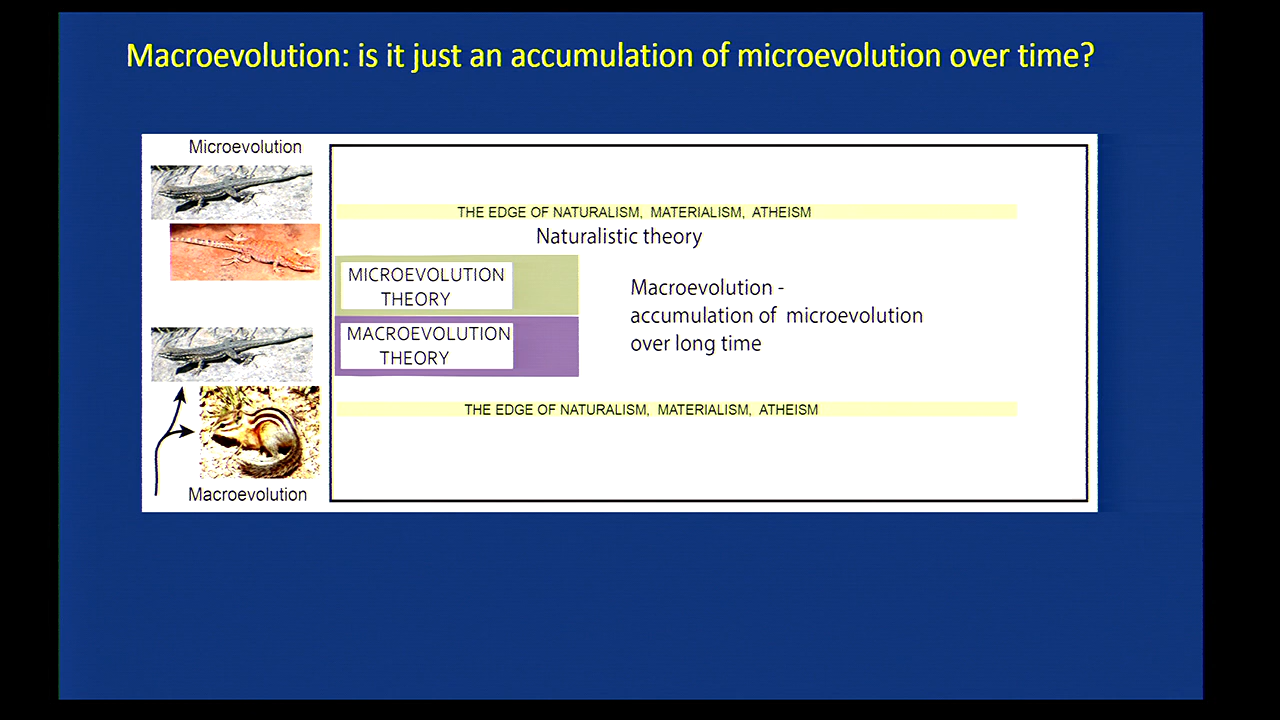 Macroevolution: is it just an accumulation of microevolution over time?
Microevolution
THE EDGE OF NATURALISM, MATERIALISM, ATHEISM
Naturalistic theory
MICROEVOLUTION
THEORY
MACROEVOLUTION
THEORY
Macroevolution -
accumulation of microevolution
over long time
THE EDGE OF NATURALISM, MATERIALISM, ATHEISM
Macroevolution